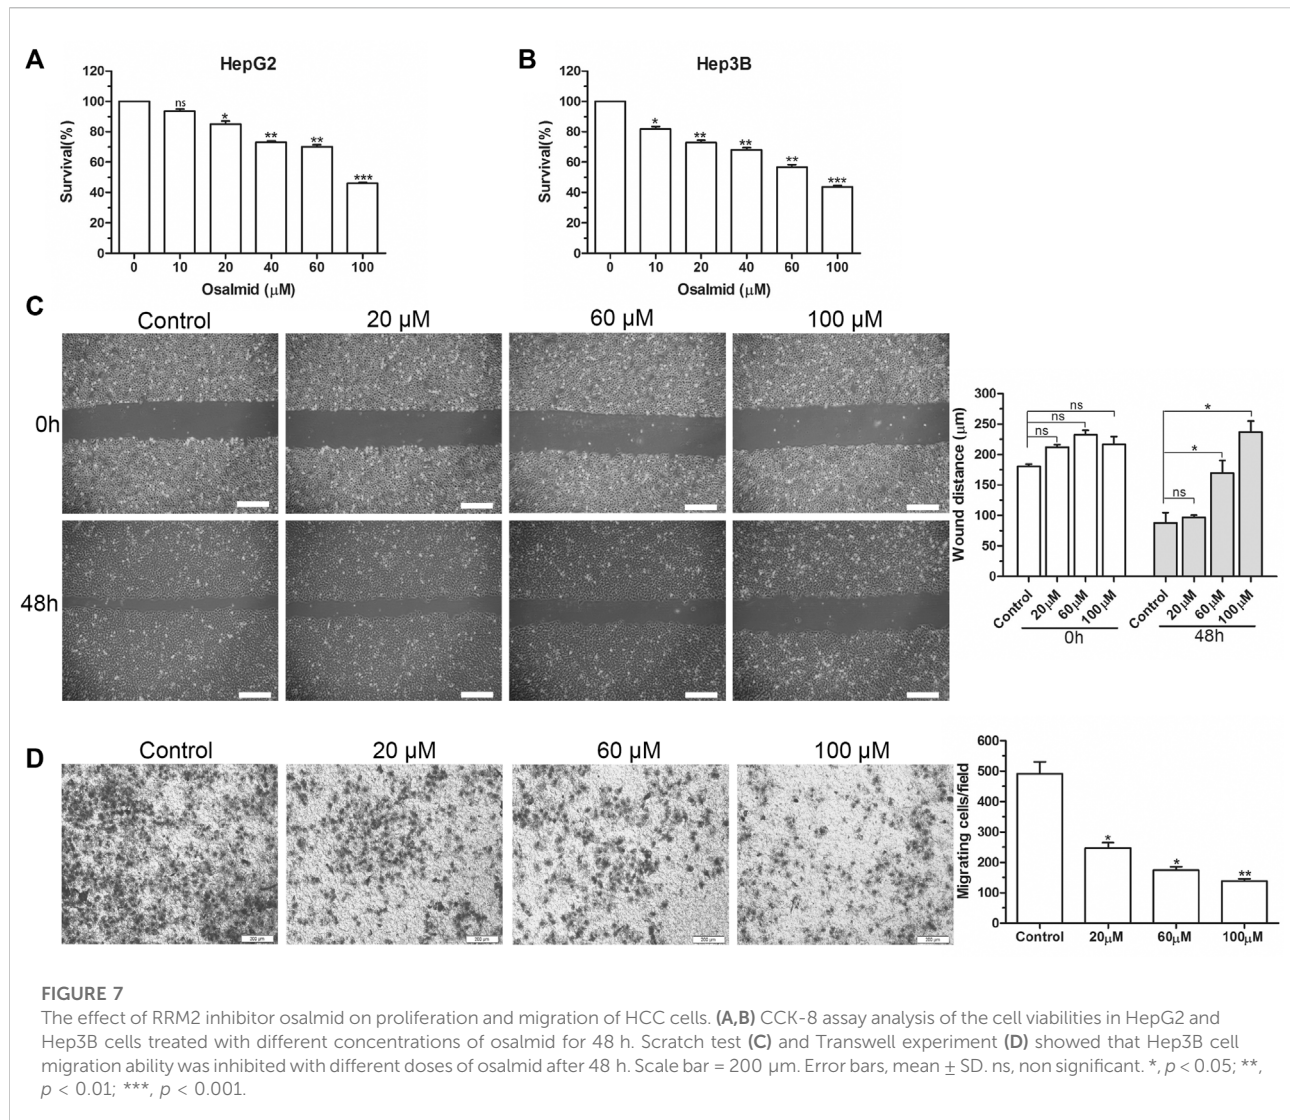 A
HepG2
Survival(%)
120
100
80
60
40
20
0
ns
*
**
**
***
0 10 20 40 60 100
Osalmid (μM)
B
Hep3B
Survival(%)
120
100
80
60
40
20
0
*
**
**
**
***
0 10 20 40 60 100
Osalmid (μM)
C
Control 20 μM 60 μM 100 μM
0h
48h
Wound distance (μm)
300
250
200
150
100
50
0
ns
ns
ns
*
*
ns
Control 20μM 60μM 100μM Control 20μM 60μM 100μM
0h 48h
D
Control 20 μM 60 μM 100 μM
200 μm 200 μm 200 μm 200 μm
Migrating cells/field
600
500
400
300
200
100
0
*
*
**
Control 20μM 60μM 100μM
FIGURE 7
The effect of RRM2 inhibitor osalmid on proliferation and migration of HCC cells. (A,B) CCK-8 assay analysis of the cell viabilities in HepG2 and
Hep3B cells treated with different concentrations of osalmid for 48 h. Scratch test (C) and Transwell experiment (D) showed that Hep3B cell
migration ability was inhibited with different doses of osalmid after 48 h. Scale bar = 200 μm. Error bars, mean ± SD. ns, non significant. *, p < 0.05; **,
p < 0.01; ***, p < 0.001.